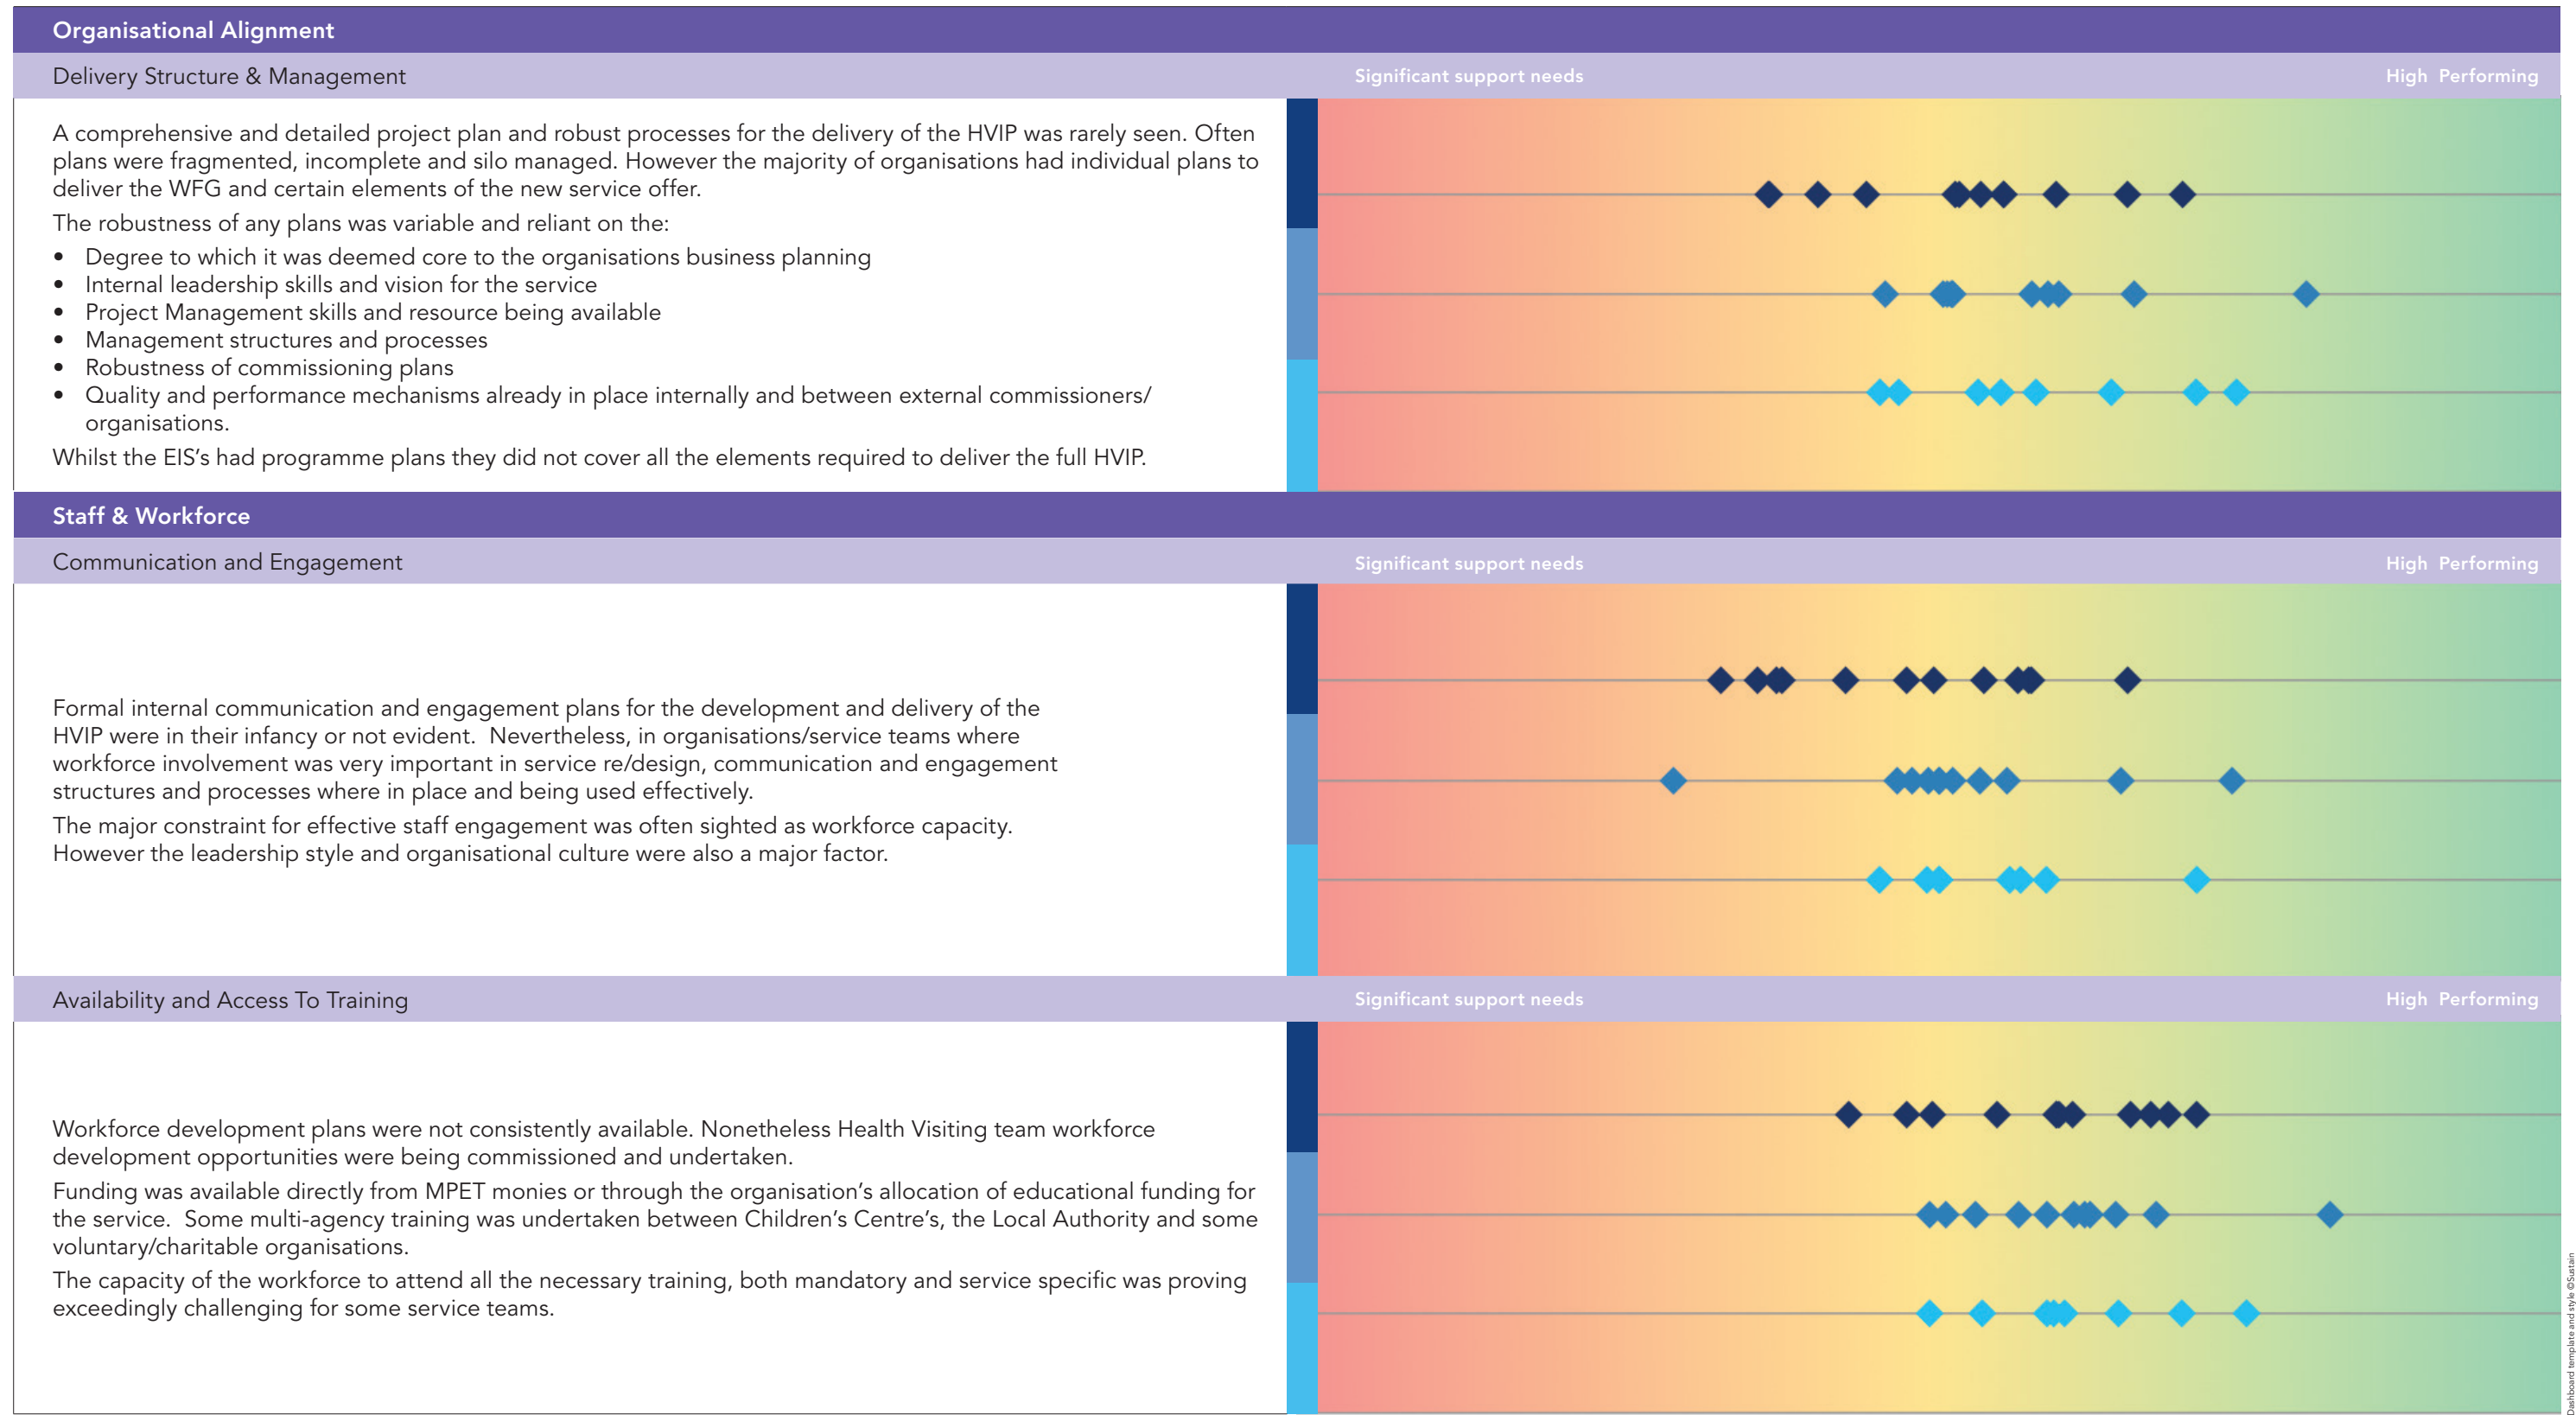 Organisational Alignment
Delivery Structure & Management
Significant support needs
High Performing
A comprehensive and detailed project plan and robust processes for the delivery of the HVIP was rarely seen. Often
plans were fragmented, incomplete and silo managed. However the majority of organisations had individual plans to
deliver the WFG and certain elements of the new service offer.
The robustness of any plans was variable and reliant on the:
• Degree to which it was deemed core to the organisations business planning
• Internal leadership skills and vision for the service
• Project Management skills and resource being available
• Management structures and processes
• Robustness of commissioning plans
• Quality and performance mechanisms already in place internally and between external commissioners/
organisations.
Whilst the EIS’s had programme plans they did not cover all the elements required to deliver the full HVIP.
Staff & Workforce
Communication and Engagement
Significant support needs
High Performing
Formal internal communication and engagement plans for the development and delivery of the
HVIP were in their infancy or not evident. Nevertheless, in organisations/service teams where
workforce involvement was very important in service re/design, communication and engagement
structures and processes where in place and being used effectively.
The major constraint for effective staff engagement was often sighted as workforce capacity.
However the leadership style and organisational culture were also a major factor.
Availability and Access To Training
Significant support needs
High Performing
Workforce development plans were not consistently available. Nonetheless Health Visiting team workforce
development opportunities were being commissioned and undertaken.
Funding was available directly from MPET monies or through the organisation’s allocation of educational funding for
the service. Some multi-agency training was undertaken between Children’s Centre’s, the Local Authority and some
voluntary/charitable organisations.
The capacity of the workforce to attend all the necessary training, both mandatory and service specific was proving
exceedingly challenging for some service teams.
Dashboard template and style ©Sustain